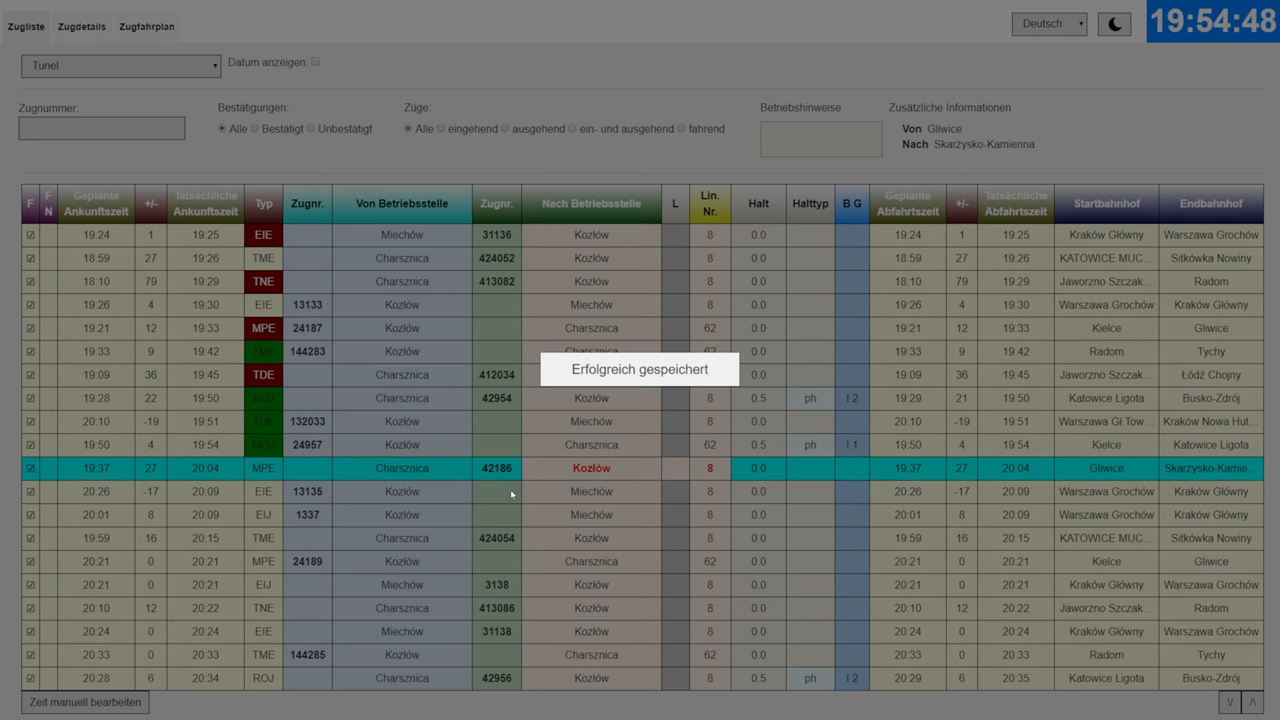 Zugliste Zugdetails Zugfahrplan Deutsch 19:54:48
Tunel Datum anzeigen:
Zugnummer: Bestätigungen: Züge: Betriebshinweise Zusätzliche Informationen
Alle Bestätigt Unbestätigt Alle eingehend ausgehend ein- und ausgehend fahrend Von Gliwice
Nach Skarżysko-Kamienna
F F N Geplante Ankunftszeit +/- Tatsächliche Ankunftszeit Typ Zugnr. Von Betriebsstelle Zugnr. Nach Betriebsstelle L Lin. Nr. Halt Halttyp B G Geplante Abfahrtszeit +/- Tatsächliche Abfahrtszeit Startbahnhof Endbahnhof
19:24 1 19:25 EIE Miechów 31136 Kozłów 8 0.0 19:24 1 19:25 Kraków Główny Warszawa Grochów
18:59 27 19:26 TME Charsznica 424052 Kozłów 8 0.0 18:59 27 19:26 KATOWICE MUC... Sitkówka Nowiny
18:10 79 19:29 TNE Charsznica 413082 Kozłów 8 0.0 18:10 79 19:29 Jaworzno Szczak... Radom
19:26 4 19:30 EIE 13133 Kozłów Miechów 8 0.0 19:26 4 19:30 Warszawa Grochów Kraków Główny
19:21 12 19:33 MPE 24187 Kozłów Charsznica 62 0.0 19:21 12 19:33 Kielce Gliwice
19:33 9 19:42 TME 144283 Kozłów Charsznica 62 0.0 19:33 9 19:42 Radom Tychy
Erfolgreich gespeichert
19:09 36 19:45 TDE Charsznica 412034 Kozłów 8 0.0 19:09 36 19:45 Jaworzno Szczak... Łódź Chojny
19:28 22 19:50 ROJ Charsznica 42954 Kozłów 8 0.5 ph I 2 19:29 21 19:50 Katowice Ligota Busko-Zdrój
20:10 -19 19:51 TDE 132033 Kozłów Miechów 8 0.0 20:10 -19 19:51 Warszawa Gł.Tow... Kraków Nowa Hut...
19:50 4 19:54 MOJ 24957 Kozłów Charsznica 62 0.5 ph I 1 19:50 4 19:54 Kielce Katowice Ligota
19:37 27 20:04 MPE Charsznica 42186 Kozłów 8 0.0 19:37 27 20:04 Gliwice Skarżysko-Kamie...
20:26 -17 20:09 EIE 13135 Kozłów Miechów 8 0.0 20:26 -17 20:09 Warszawa Grochów Kraków Główny
20:01 8 20:09 EIJ 1337 Kozłów Miechów 8 0.0 20:01 8 20:09 Warszawa Grochów Kraków Główny
19:59 16 20:15 TME Charsznica 424054 Kozłów 8 0.0 19:59 16 20:15 KATOWICE MUC... Sitkówka Nowiny
20:21 0 20:21 MPE 24189 Kozłów Charsznica 62 0.0 20:21 0 20:21 Kielce Gliwice
20:21 0 20:21 EIJ Miechów 3138 Kozłów 8 0.0 20:21 0 20:21 Kraków Główny Warszawa Grochów
20:10 12 20:22 TNE Charsznica 413086 Kozłów 8 0.0 20:10 12 20:22 Jaworzno Szczak... Radom
20:24 0 20:24 EIE Miechów 31138 Kozłów 8 0.0 20:24 0 20:24 Kraków Główny Warszawa Grochów
20:33 0 20:33 TME 144285 Kozłów Charsznica 62 0.0 20:33 0 20:33 Radom Tychy
20:28 6 20:34 ROJ Charsznica 42956 Kozłów 8 0.5 ph I 2 20:29 6 20:35 Katowice Ligota Busko-Zdrój
Zeit manuell bearbeiten V Λ